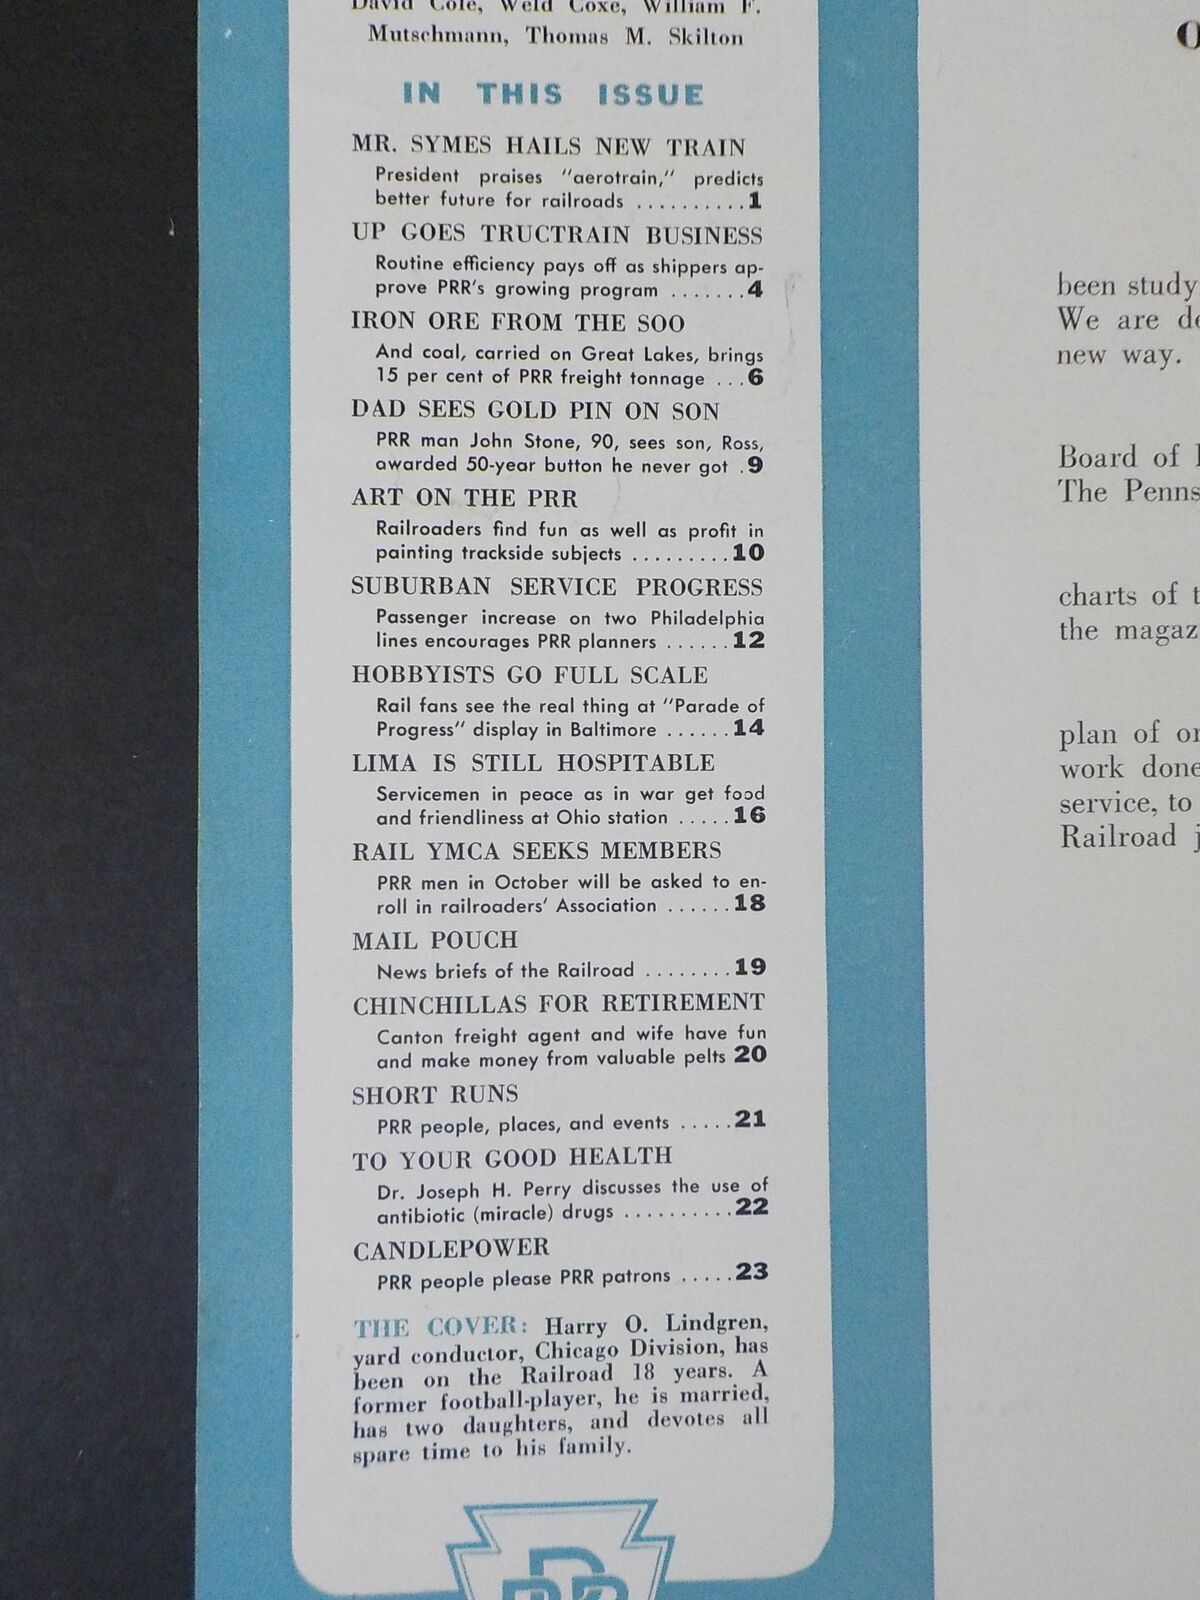 David Cole, Weld Coxe, William F.
Mutschmann, Thomas M. Skilton
IN THIS ISSUE
MR. SYMES HAILS NEW TRAIN
President praises "aerotrain," predicts
better future for railroads ..........1
UP GOES TRUCTRAIN BUSINESS
Routine efficiency pays off as shippers ap-
prove PRR's growing program .......4
IRON ORE FROM THE SOO
And coal, carried on Great Lakes, brings
15 per cent of PRR freight tonnage ...6
DAD SEES GOLD PIN ON SON
PRR man John Stone, 90, sees son, Ross,
awarded 50-year button he never got .9
ART ON THE PRR
Railroaders find fun as well as profit in
painting trackside subjects .........10
SUBURBAN SERVICE PROGRESS
Passenger increase on two Philadelphia
lines encourages PRR planners ......12
HOBBYISTS GO FULL SCALE
Rail fans see the real thing at "Parade of
Progress" display in Baltimore ......14
LIMA IS STILL HOSPITABLE
Servicemen in peace as in war get food
and friendliness at Ohio station .....16
RAIL YMCA SEEKS MEMBERS
PRR men in October will be asked to en-
roll in railroaders' Association ......18
MAIL POUCH
News briefs of the Railroad ........19
CHINCHILLAS FOR RETIREMENT
Canton freight agent and wife have fun
and make money from valuable pelts 20
SHORT RUNS
PRR people, places, and events .....21
TO YOUR GOOD HEALTH
Dr. Joseph H. Perry discusses the use of
antibiotic (miracle) drugs ..........22
CANDLEPOWER
PRR people please PRR patrons .....23
THE COVER: Harry O. Lindgren,
yard conductor, Chicago Division, has
been on the Railroad 18 years. A
former football-player, he is married,
has two daughters, and devotes all
spare time to his family.
PRR
been study
We are
new way.
Board of
The Penns
charts of
the magaz
plan of
work done
service, to
Railroad